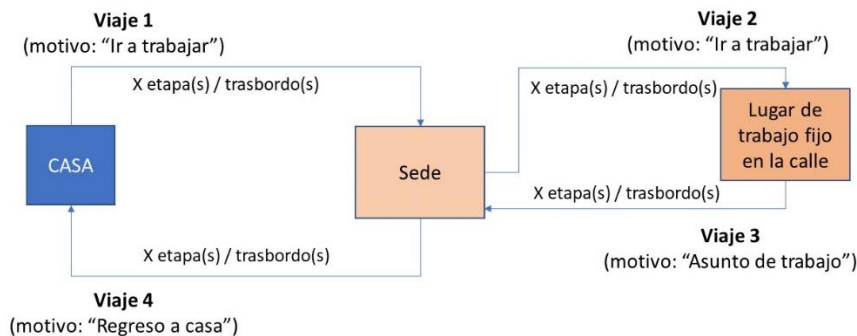 Viaje 1
(motivo: “Ir a trabajar”)
X etapa(s) / trasbordo(s)
Viaje 2
(motivo: “Ir a trabajar”)
X etapa(s) / trasbordo(s)
CASA
Sede
Lugar de
trabajo fijo
en la calle
X etapa(s) / trasbordo(s)
Viaje 3
(motivo: “Asunto de trabajo”)
X etapa(s) / trasbordo(s)
Viaje 4
(motivo: “Regreso a casa”)